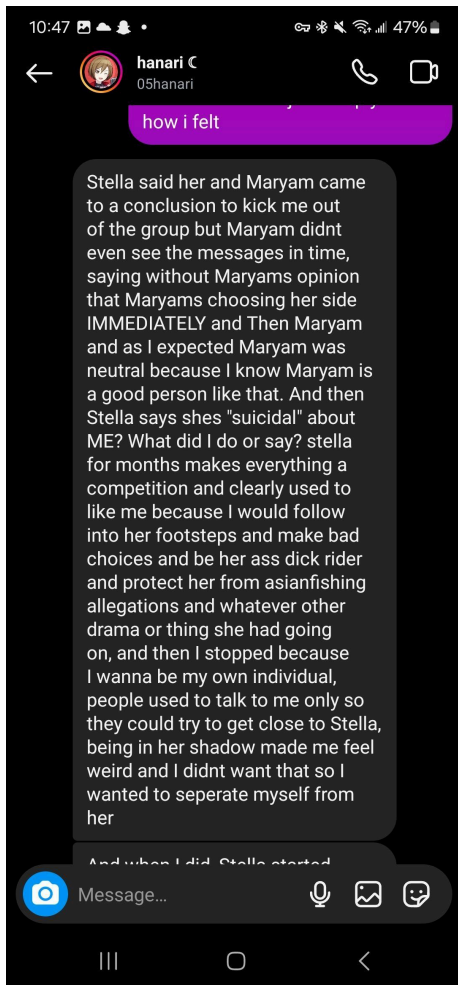 10:47
47%
hanari ☾
05hanari
how i felt
Stella said her and Maryam came
to a conclusion to kick me out
of the group but Maryam didnt
even see the messages in time,
saying without Maryams opinion
that Maryams choosing her side
IMMEDIATELY and Then Maryam
and as I expected Maryam was
neutral because I know Maryam is
a good person like that. And then
Stella says shes "suicidal" about
ME? What did I do or say? stella
for months makes everything a
competition and clearly used to
like me because I would follow
into her footsteps and make bad
choices and be her ass dick rider
and protect her from asianfishing
allegations and whatever other
drama or thing she had going
on, and then I stopped because
I wanna be my own individual,
people used to talk to me only so
they could try to get close to Stella,
being in her shadow made me feel
weird and I didnt want that so I
wanted to seperate myself from
her
And when I did, Stella started
Message...